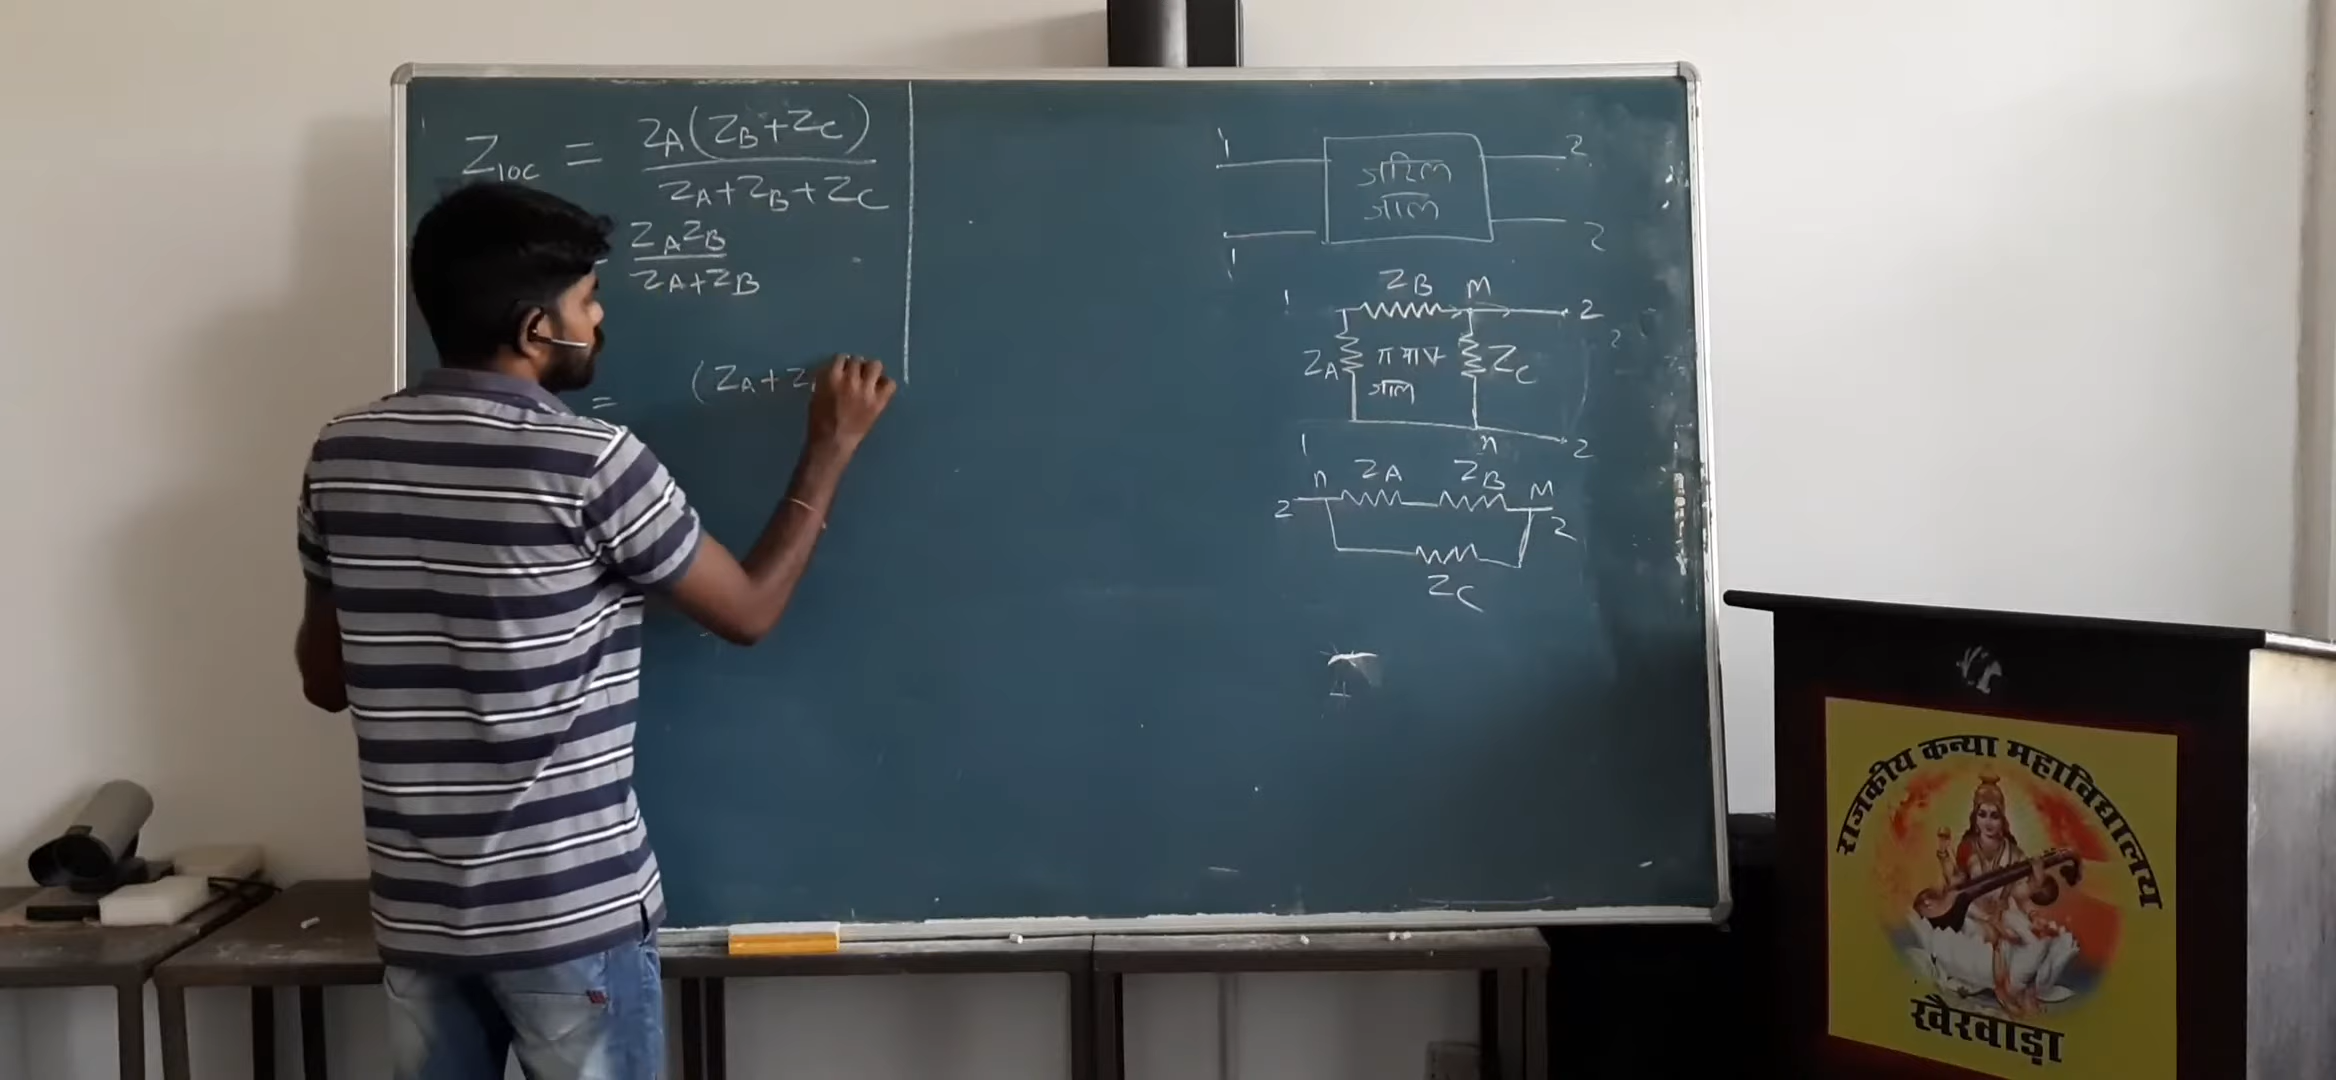 Z₁₀c = ZA(ZB+Zc)
ZA+ZB+Zc
ZAZB
ZA+ZB
= (ZA+Z
1 2
जटिल
जाल
1 2
ZB M
1 2
ZA π भाग Zc
जाल
1 n 2
n ZA ZB M
2 2
Zc
राजकीय कन्या महाविद्यालय
खैरवाड़ा